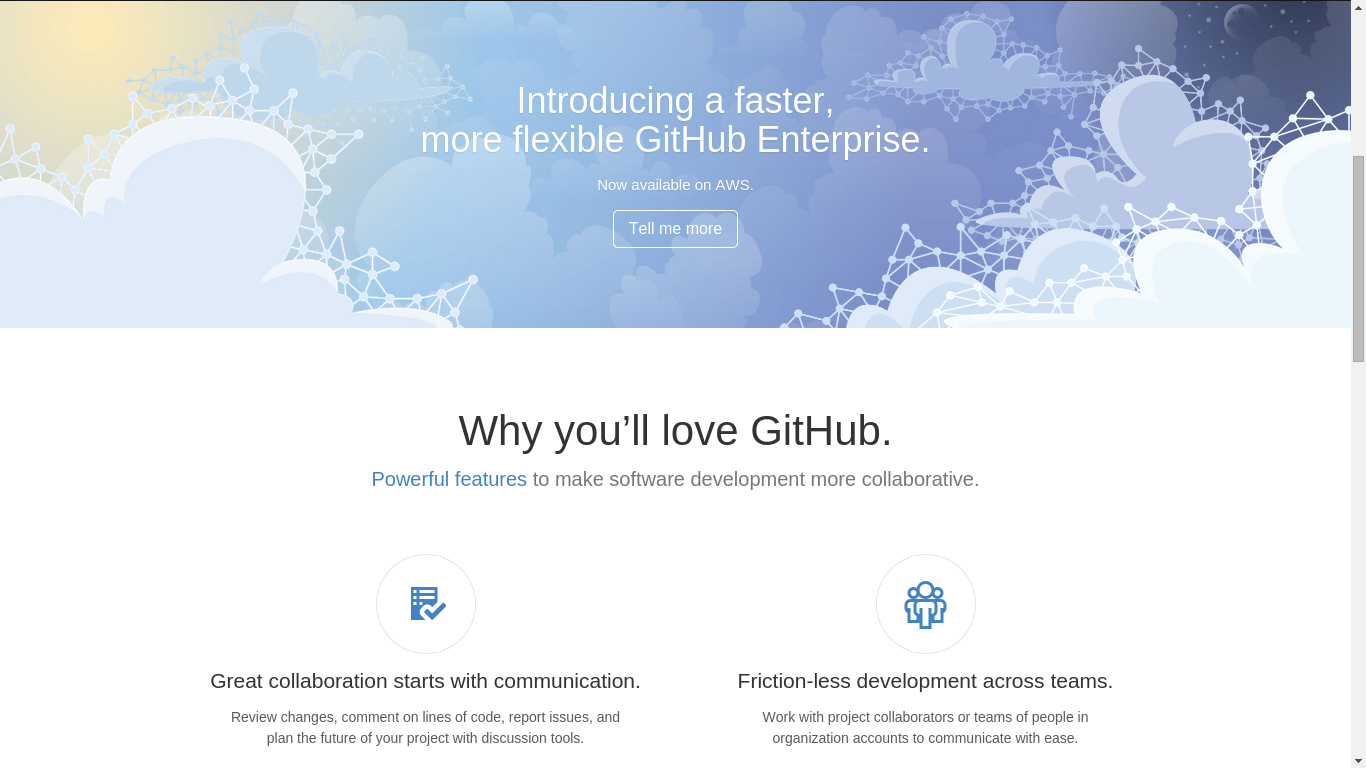 Introducing a faster,
more flexible GitHub Enterprise.
Now available on AWS.
Tell me more
Why you’ll love GitHub.
Powerful features to make software development more collaborative.
Great collaboration starts with communication.
Review changes, comment on lines of code, report issues, and
plan the future of your project with discussion tools.
Friction-less development across teams.
Work with project collaborators or teams of people in
organization accounts to communicate with ease.